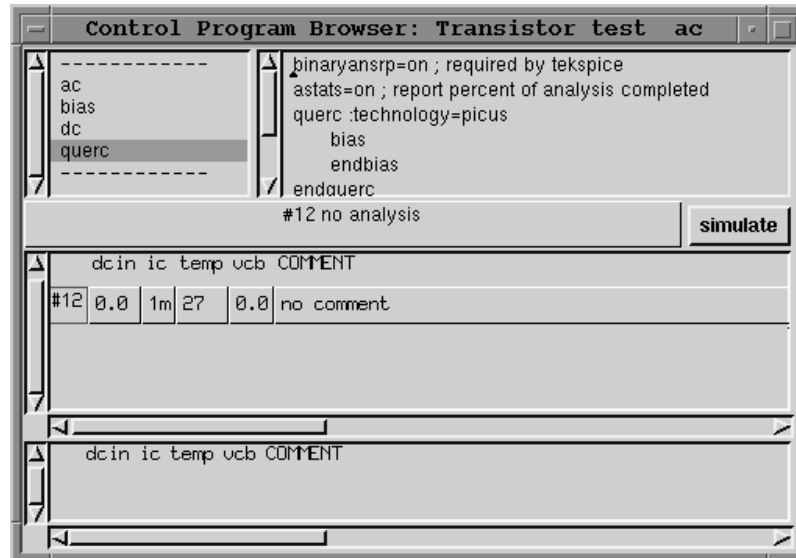 Control Program Browser: Transistor test ac
------------
ac
bias
dc
querc
------------
binaryansrp=on ; required by tekspice
astats=on ; report percent of analysis completed
querc :technology=picus
bias
endbias
endquerc
#12 no analysis
simulate
dcin ic temp vcb COMMENT
#12 0.0 1m 27 0.0 no comment
dcin ic temp vcb COMMENT